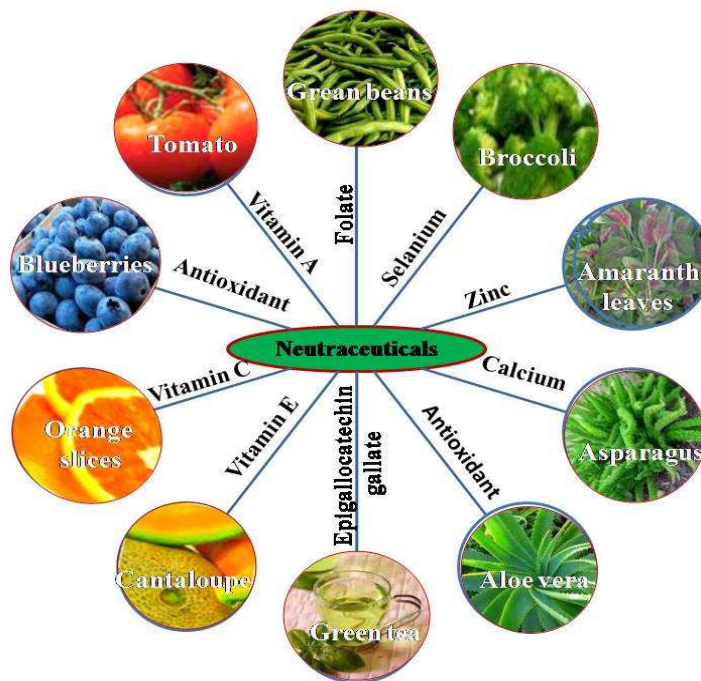 Grean beans
Tomato
Broccoli
Vitamin A
Folate
Selanium
Blueberries
Antioxidant
Zinc
Amaranth
leaves
Neutraceuticals
Vitamin C
Calcium
Orange
slices
Vitamin E
Epigallocatechin
gallate
Antioxidant
Asparagus
Cantaloupe
Green tea
Aloe vera